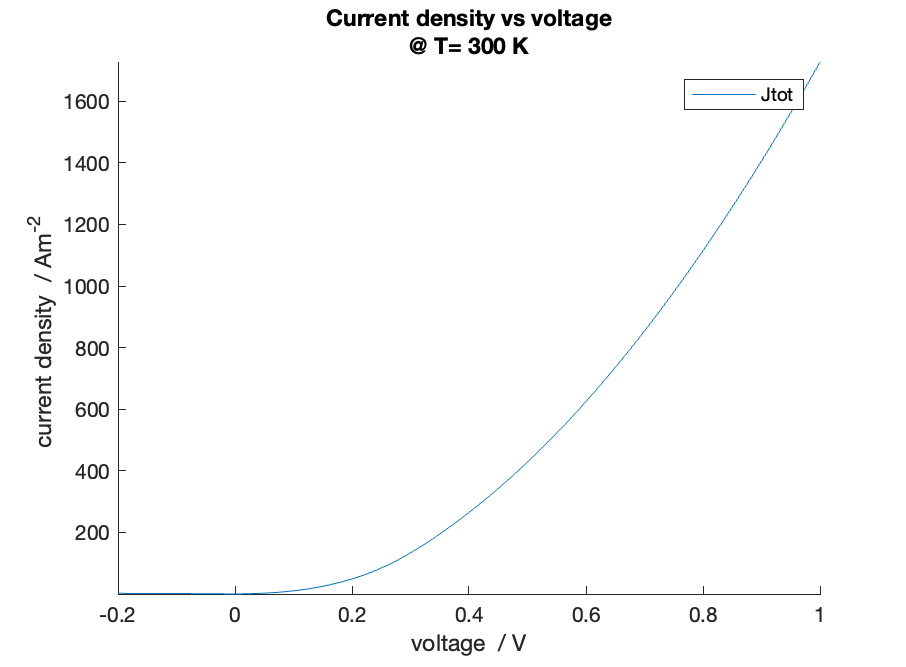 Current density vs voltage
@ T= 300 K
Jtot
1600
1400
1200
1000
800
600
400
200
current density / Am-2
-0.2 0 0.2 0.4 0.6 0.8 1
voltage / V